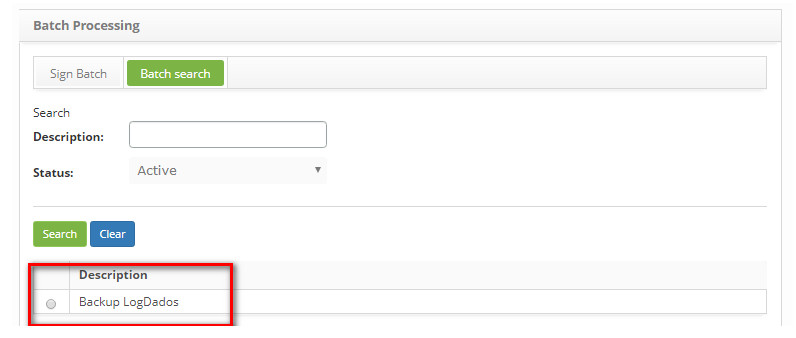 Batch Processing
Sign Batch Batch search
Search
Description:
Status: Active
Search Clear
Description
Backup LogDados